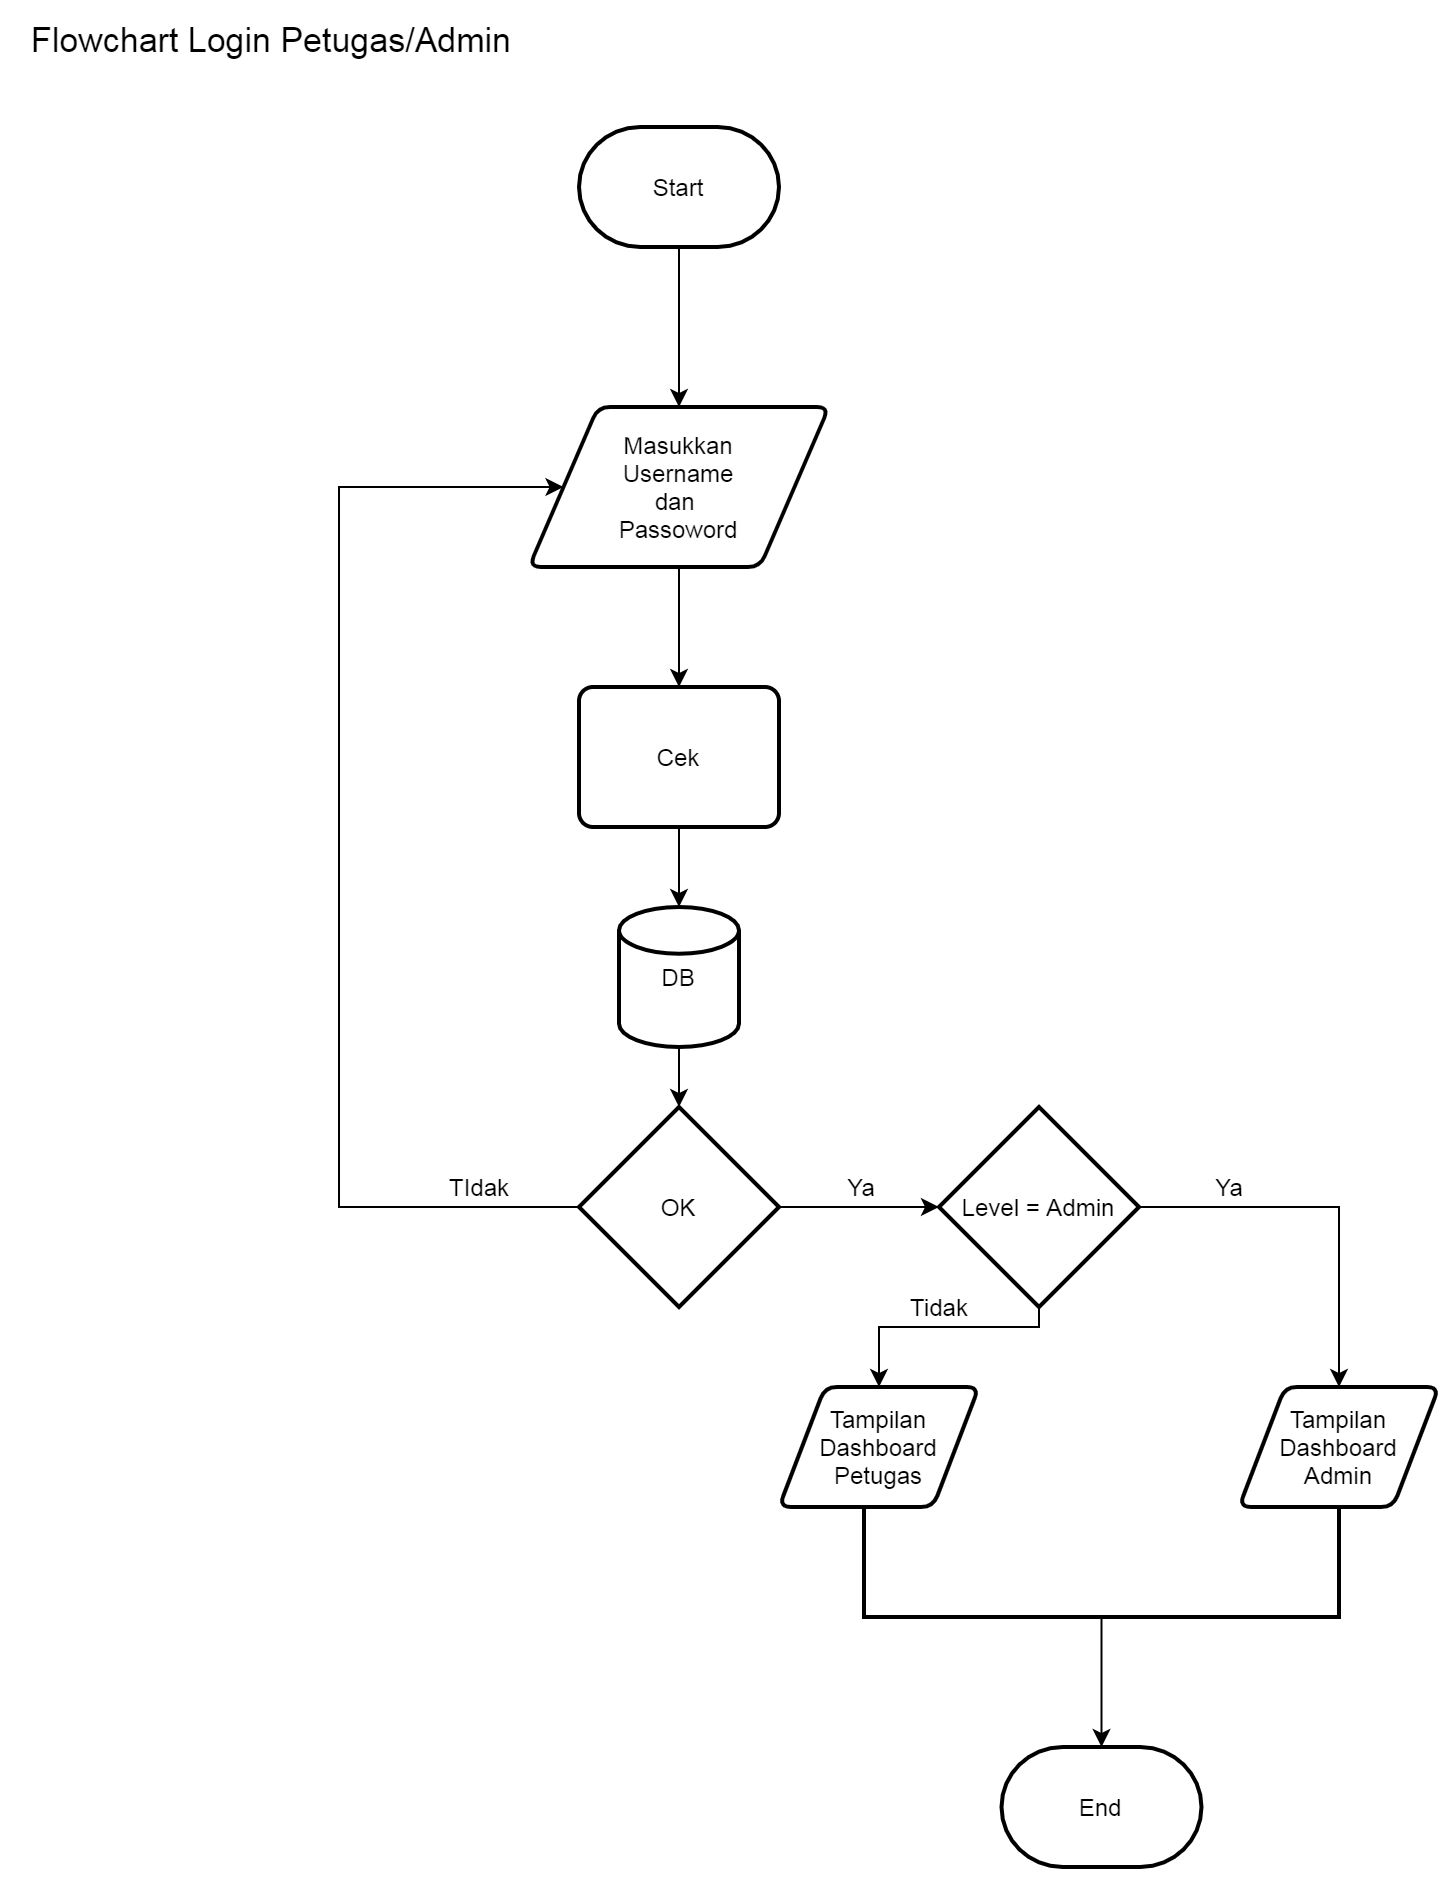 Flowchart Login Petugas/Admin
Start
Masukkan
Username
dan
Passoword
Cek
DB
TIdak
OK
Ya
Level = Admin
Ya
Tidak
Tampilan
Dashboard
Petugas
Tampilan
Dashboard
Admin
End